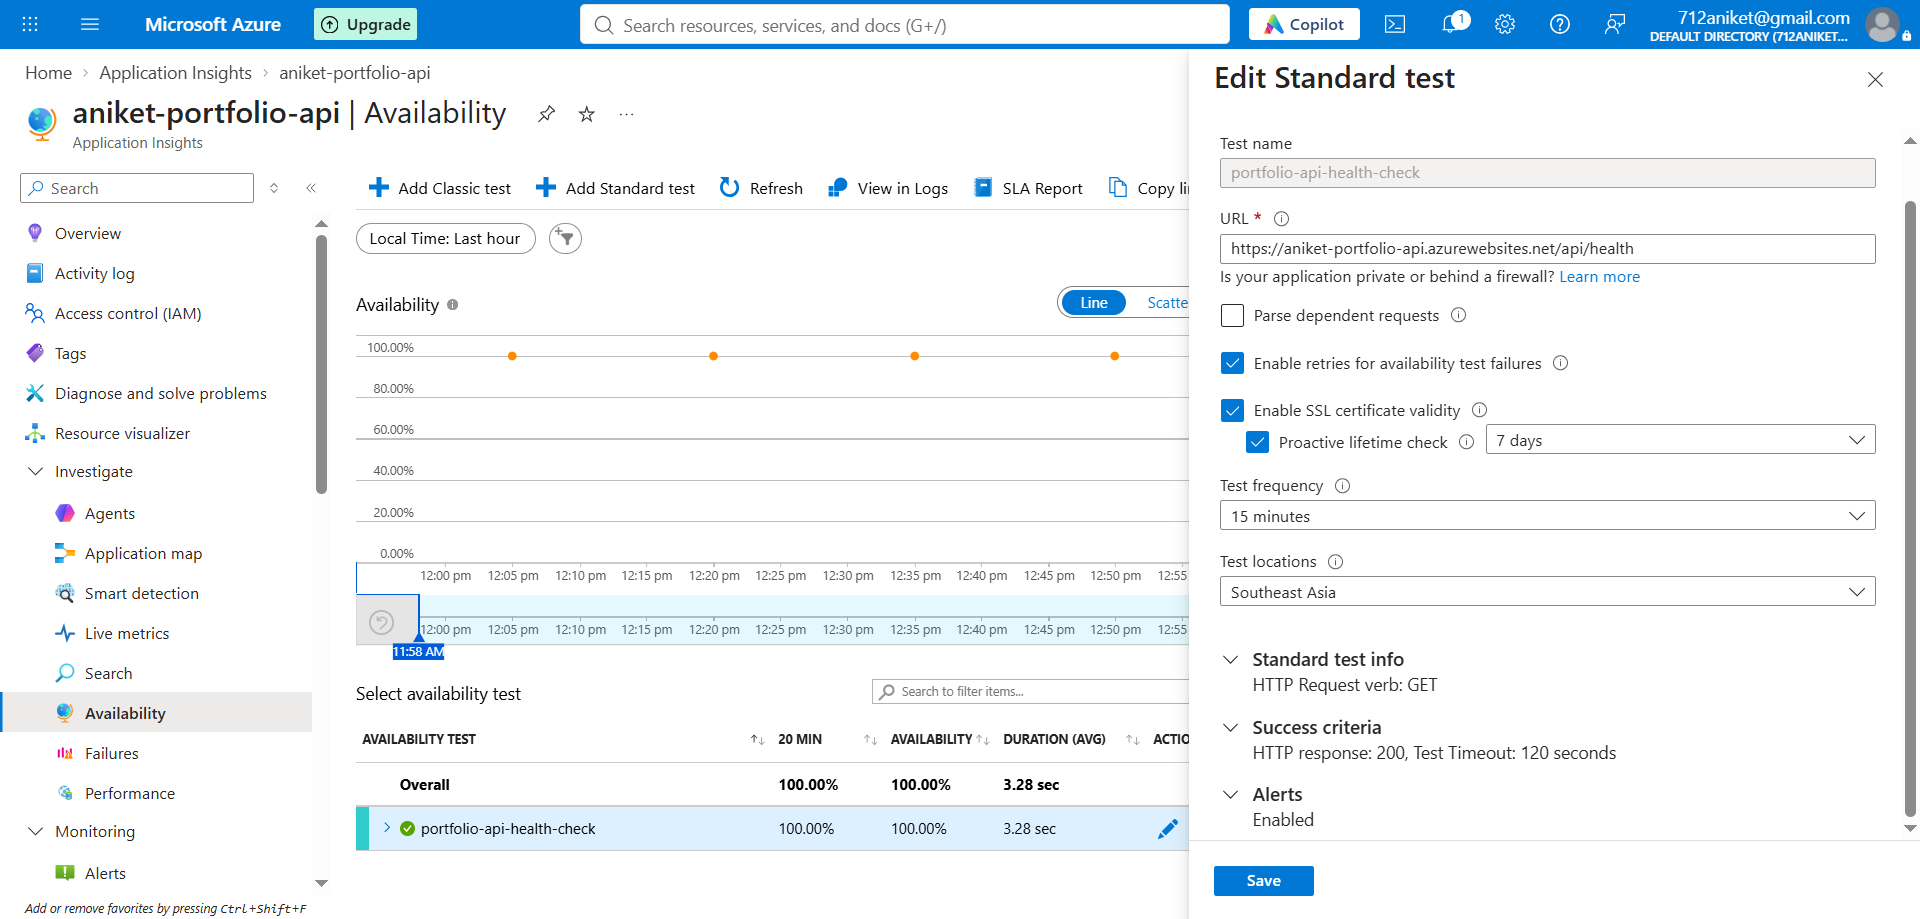 Microsoft Azure
Upgrade
Search resources, services, and docs (G+/)
Copilot
1
712aniket@gmail.com
DEFAULT DIRECTORY (712ANIKET...
Home > Application Insights > aniket-portfolio-api
aniket-portfolio-api | Availability
Application Insights
Search
Overview
Activity log
Access control (IAM)
Tags
Diagnose and solve problems
Resource visualizer
Investigate
Agents
Application map
Smart detection
Live metrics
Search
Availability
Failures
Performance
Monitoring
Alerts
Add or remove favorites by pressing Ctrl+Shift+F
Add Classic test
Add Standard test
Refresh
View in Logs
SLA Report
Copy li
Local Time: Last hour
Availability
Line
Scatte
100.00%
80.00%
60.00%
40.00%
20.00%
0.00%
12:00 pm 12:05 pm 12:10 pm 12:15 pm 12:20 pm 12:25 pm 12:30 pm 12:35 pm 12:40 pm 12:45 pm 12:50 pm 12:55
12:00 pm 12:05 pm 12:10 pm 12:15 pm 12:20 pm 12:25 pm 12:30 pm 12:35 pm 12:40 pm 12:45 pm 12:50 pm 12:55
11:58 AM
Select availability test
Search to filter items...
AVAILABILITY TEST 20 MIN AVAILABILITY DURATION (AVG) ACTIO
Overall 100.00% 100.00% 3.28 sec
portfolio-api-health-check 100.00% 100.00% 3.28 sec
Edit Standard test
Test name
portfolio-api-health-check
URL *
https://aniket-portfolio-api.azurewebsites.net/api/health
Is your application private or behind a firewall? Learn more
Parse dependent requests
Enable retries for availability test failures
Enable SSL certificate validity
Proactive lifetime check
7 days
Test frequency
15 minutes
Test locations
Southeast Asia
Standard test info
HTTP Request verb: GET
Success criteria
HTTP response: 200, Test Timeout: 120 seconds
Alerts
Enabled
Save